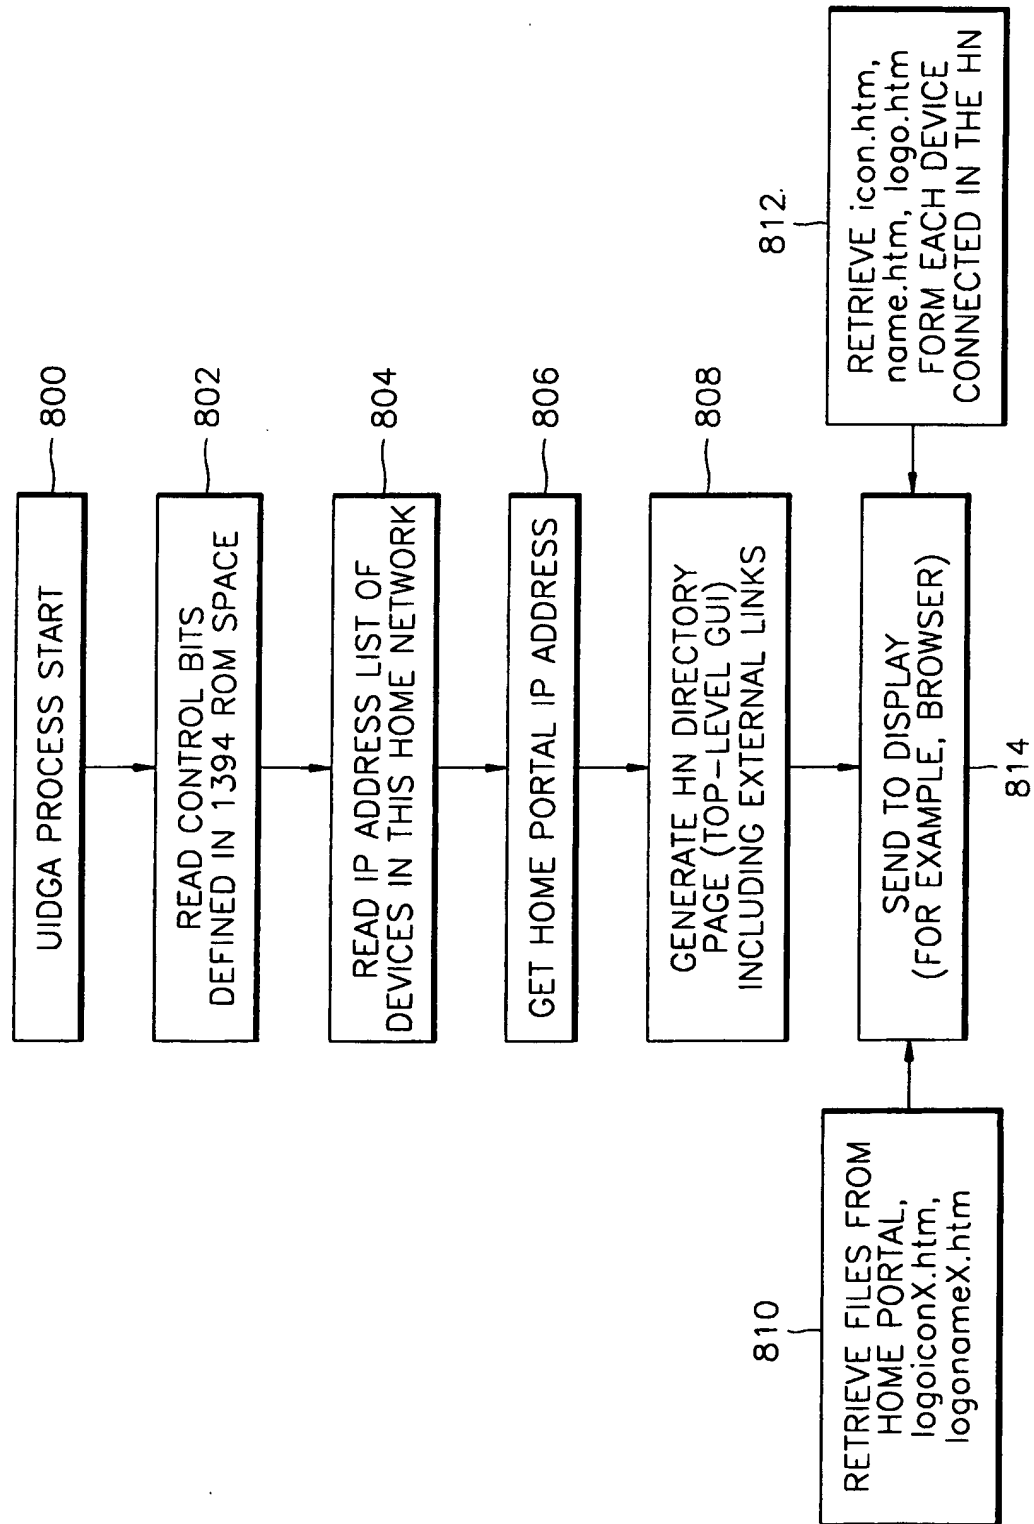 UIDGA PROCESS START
800
READ CONTROL BITS
DEFINED IN 1394 ROM SPACE
802
READ IP ADDRESS LIST OF
DEVICES IN THIS HOME NETWORK
804
GET HOME PORTAL IP ADDRESS
806
GENERATE HN DIRECTORY
PAGE (TOP-LEVEL GUI)
INCLUDING EXTERNAL LINKS
808
810
RETRIEVE FILES FROM
HOME PORTAL,
logoiconX.htm,
logonameX.htm
SEND TO DISPLAY
(FOR EXAMPLE, BROWSER)
814
812.
RETRIEVE icon.htm,
name.htm, logo.htm
FORM EACH DEVICE
CONNECTED IN THE HN